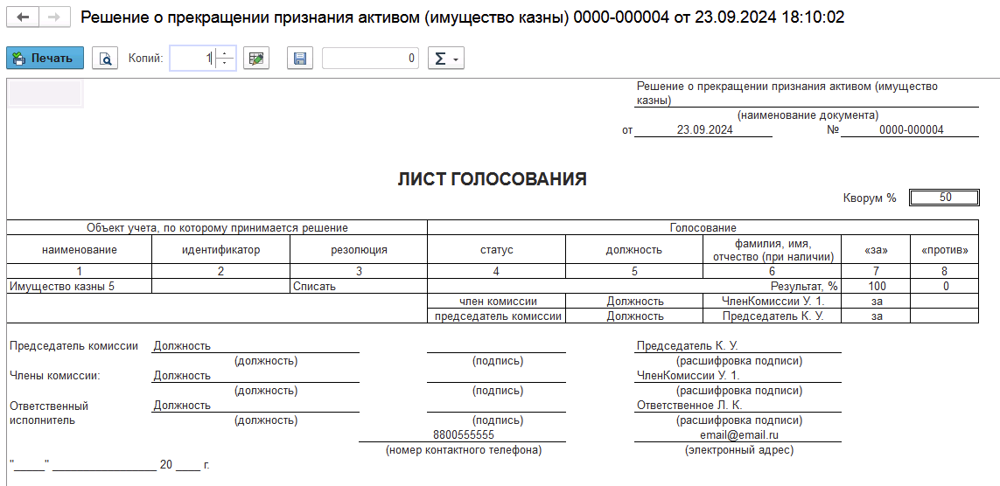 Решение о прекращении признания активом (имущество казны) 0000-000004 от 23.09.2024 18:10:02
Печать Копий: 1 0 Σ
Решение о прекращении признания активом (имущество
казны)
(наименование документа)
от 23.09.2024 № 0000-000004
ЛИСТ ГОЛОСОВАНИЯ
Кворум % 50
Объект учета, по которому принимается решение Голосование
наименование идентификатор резолюция статус должность фамилия, имя, отчество (при наличии) «за» «против»
1 2 3 4 5 6 7 8
Имущество казны 5 Списать Результат, % 100 0
член комиссии Должность ЧленКомиссии У. 1. за
председатель комиссии Должность Председатель К. У. за
Председатель комиссии Должность Председатель К. У.
(должность) (подпись) (расшифровка подписи)
Члены комиссии: Должность ЧленКомиссии У. 1.
(должность) (подпись) (расшифровка подписи)
Ответственный Должность Ответственное Л. К.
исполнитель (должность) (подпись) (расшифровка подписи)
8800555555 email@email.ru
(номер контактного телефона) (электронный адрес)
"_____" _________________ 20 ____ г.